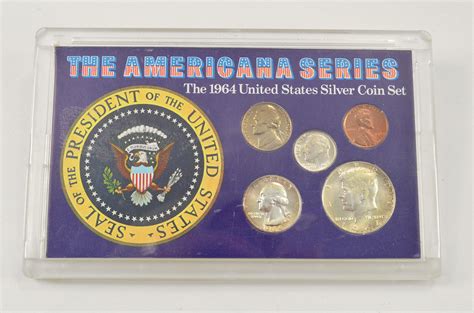 THE AMERICANA SERIES
The 1964 United States Silver Coin Set
SEAL OF THE PRESIDENT OF THE UNITED STATES